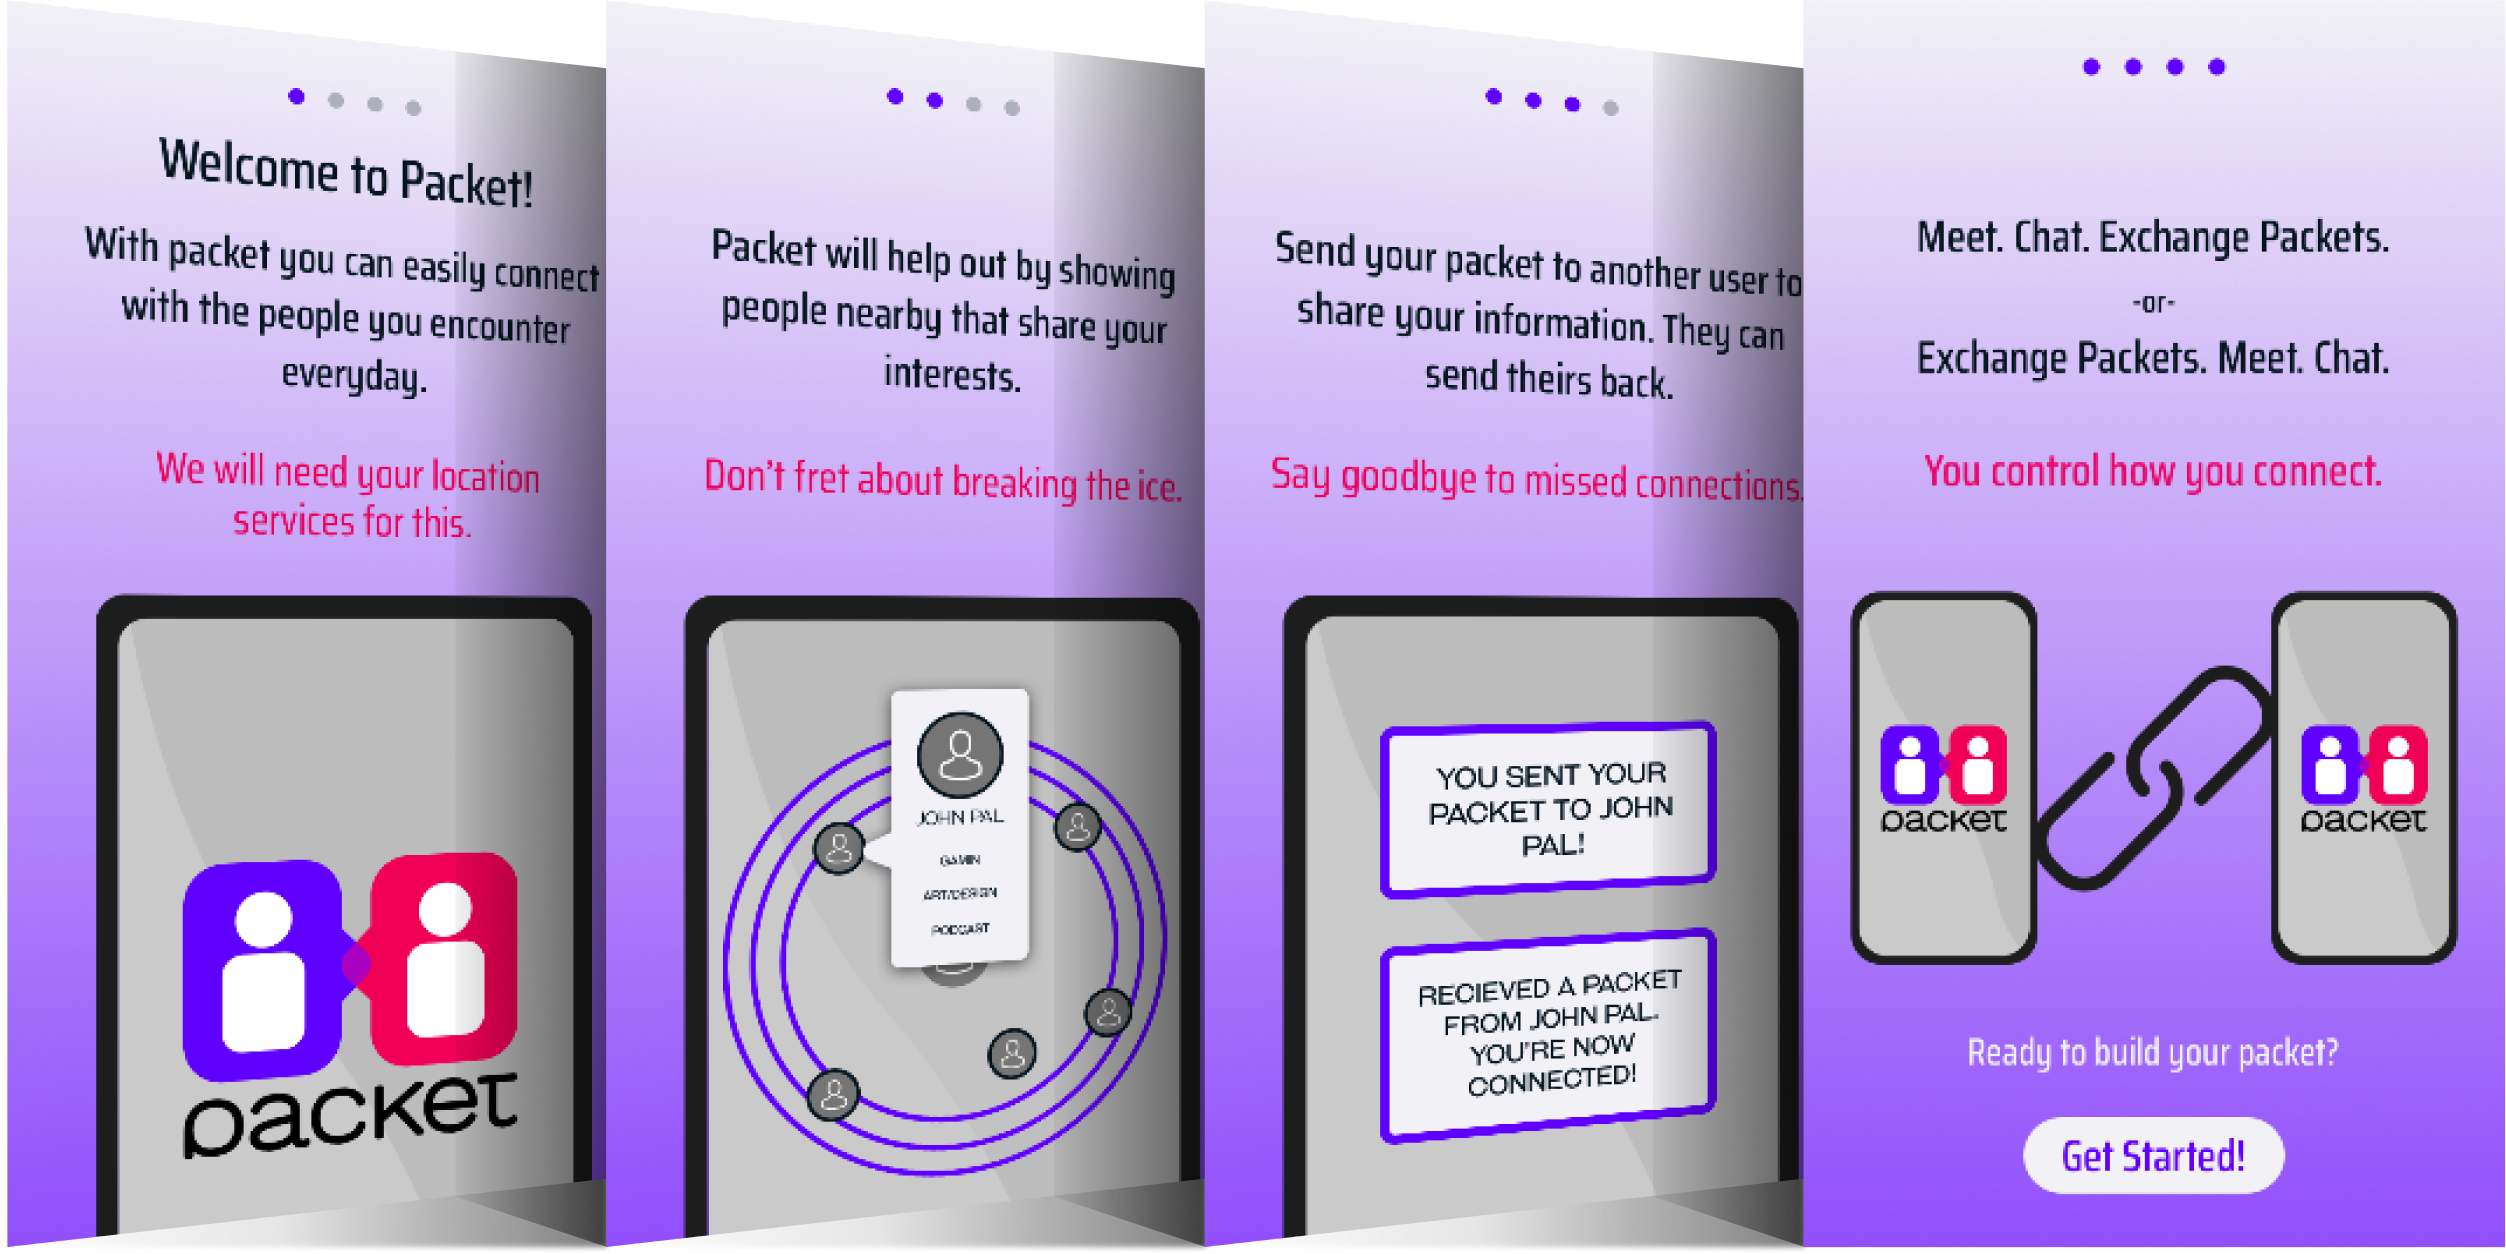 Welcome to Packet!
With packet you can easily connect
with the people you encounter
everyday.
We will need your location
services for this.
packet
Packet will help out by showing
people nearby that share your
interests.
Don't fret about breaking the ice.
JOHN PAL
GAMIN
ART/DESIGN
PODCAST
Send your packet to another user to
share your information. They can
send theirs back.
Say goodbye to missed connections.
YOU SENT YOUR
PACKET TO JOHN
PAL!
RECIEVED A PACKET
FROM JOHN PAL.
YOU'RE NOW
CONNECTED!
Meet. Chat. Exchange Packets.
-or-
Exchange Packets. Meet. Chat.
You control how you connect.
packet
packet
Ready to build your packet?
Get Started!